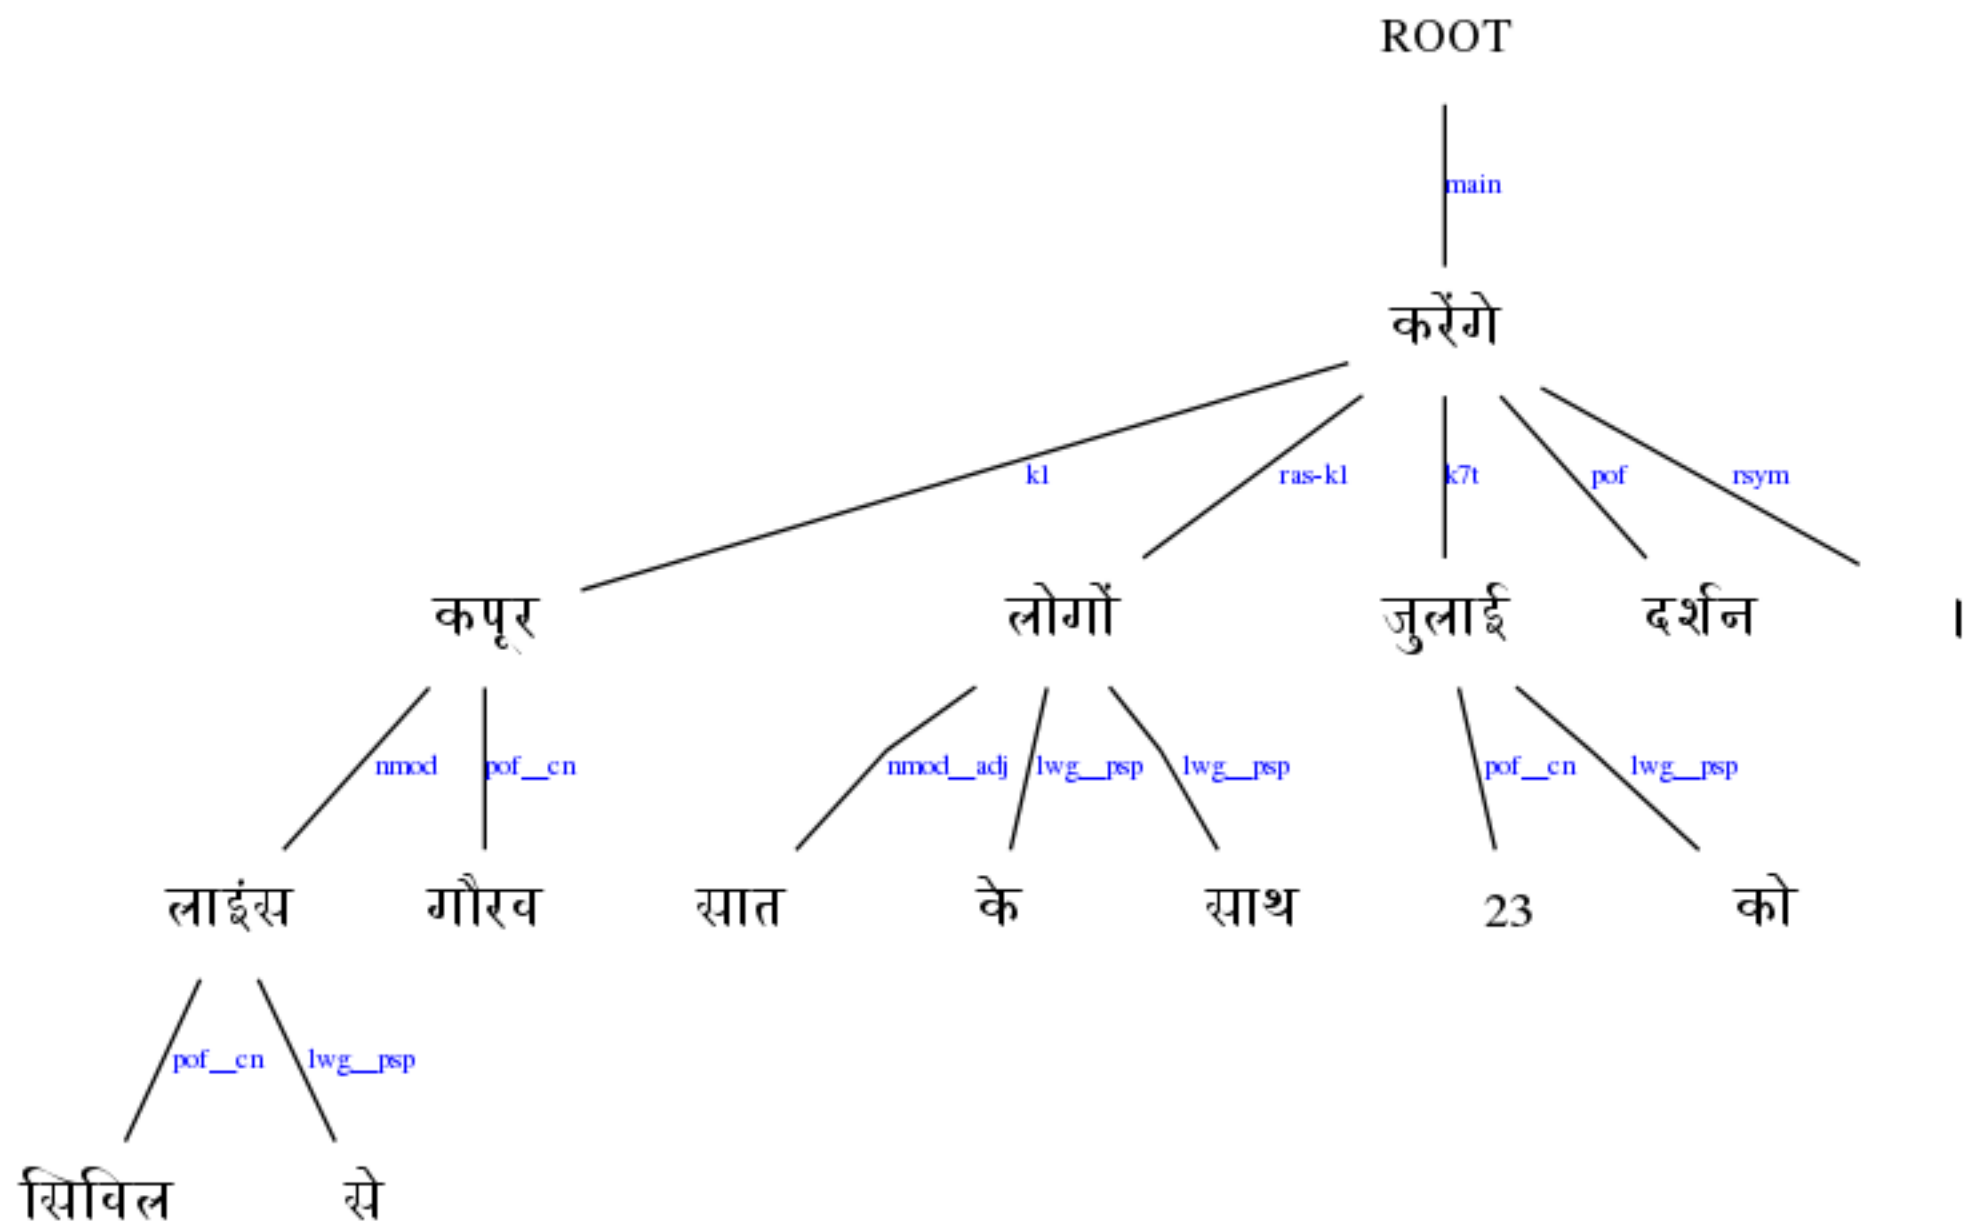 ROOT
main
करेंगे
k1 ras-k1 k7t pof rsym
कपूर लोगों जुलाई दर्शन ।
nmod pof__cn nmod__adj lwg__psp lwg__psp pof__cn lwg__psp
लाइंस गौरव सात के साथ 23 को
pof__cn lwg__psp
सिविल से